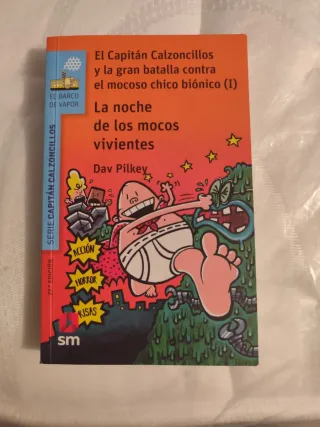 El Capitán Calzoncillos
y la gran batalla contra
el mocoso chico biónico (1)
EL BARCO
DE VAPOR
La noche
de los mocos
vivientes
Dav Pilkey
SERIE CAPITÁN CALZONCILLOS
ACCIÓN
HORROR
RISAS
sm